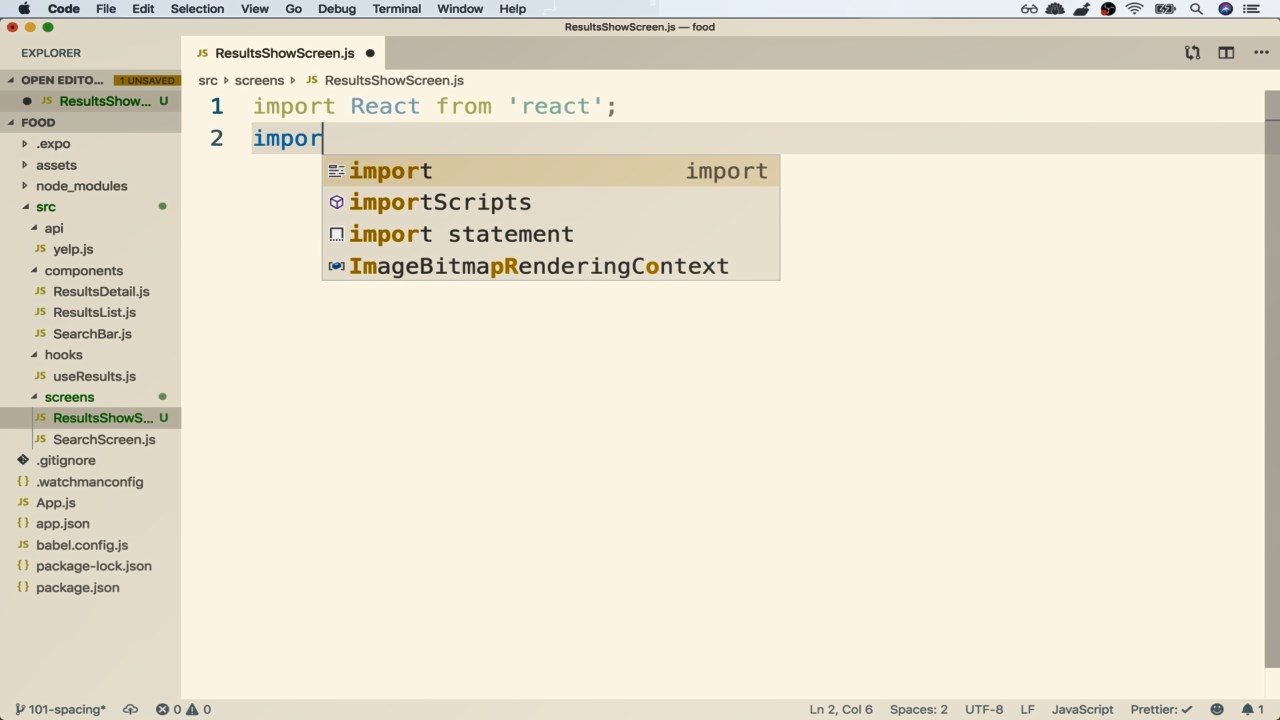 Code File Edit Selection View Go Debug Terminal Window Help
ResultsShowScreen.js — food
EXPLORER
JS ResultsShowScreen.js
OPEN EDITO... 1 UNSAVED
src screens JS ResultsShowScreen.js
JS ResultsShow... U
1 import React from 'react';
FOOD
2 impor
.expo
assets
import import
node_modules
importScripts
src
import statement
api
ImageBitmapRenderingContext
JS yelp.js
components
JS ResultsDetail.js
JS ResultsList.js
JS SearchBar.js
hooks
JS useResults.js
screens
JS ResultsShowS... U
JS SearchScreen.js
.gitignore
{} .watchmanconfig
JS App.js
{} app.json
JS babel.config.js
{} package-lock.json
{} package.json
101-spacing* 0 0 Ln 2, Col 6 Spaces: 2 UTF-8 LF JavaScript Prettier: ✓ 1